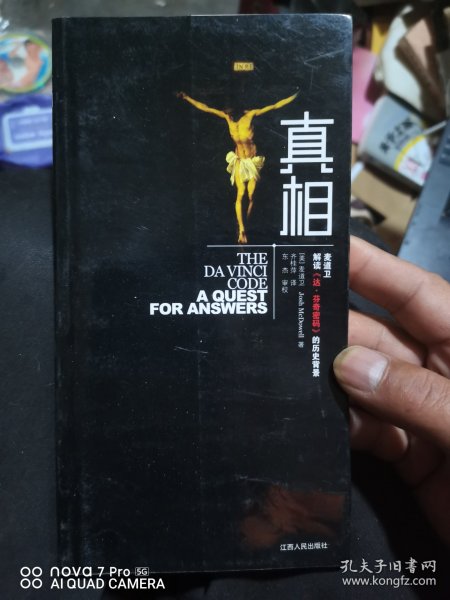 INRI
真相
THE
DA VINCI
CODE
A QUEST
FOR ANSWERS
麦道卫
解读《达·芬奇密码》的历史背景
[美]麦道卫 Josh McDowell 著
齐桂萍 译
东杰 审校
江西人民出版社
nova 7 Pro 5G
AI QUAD CAMERA
孔夫子旧书网
www.kongfz.com